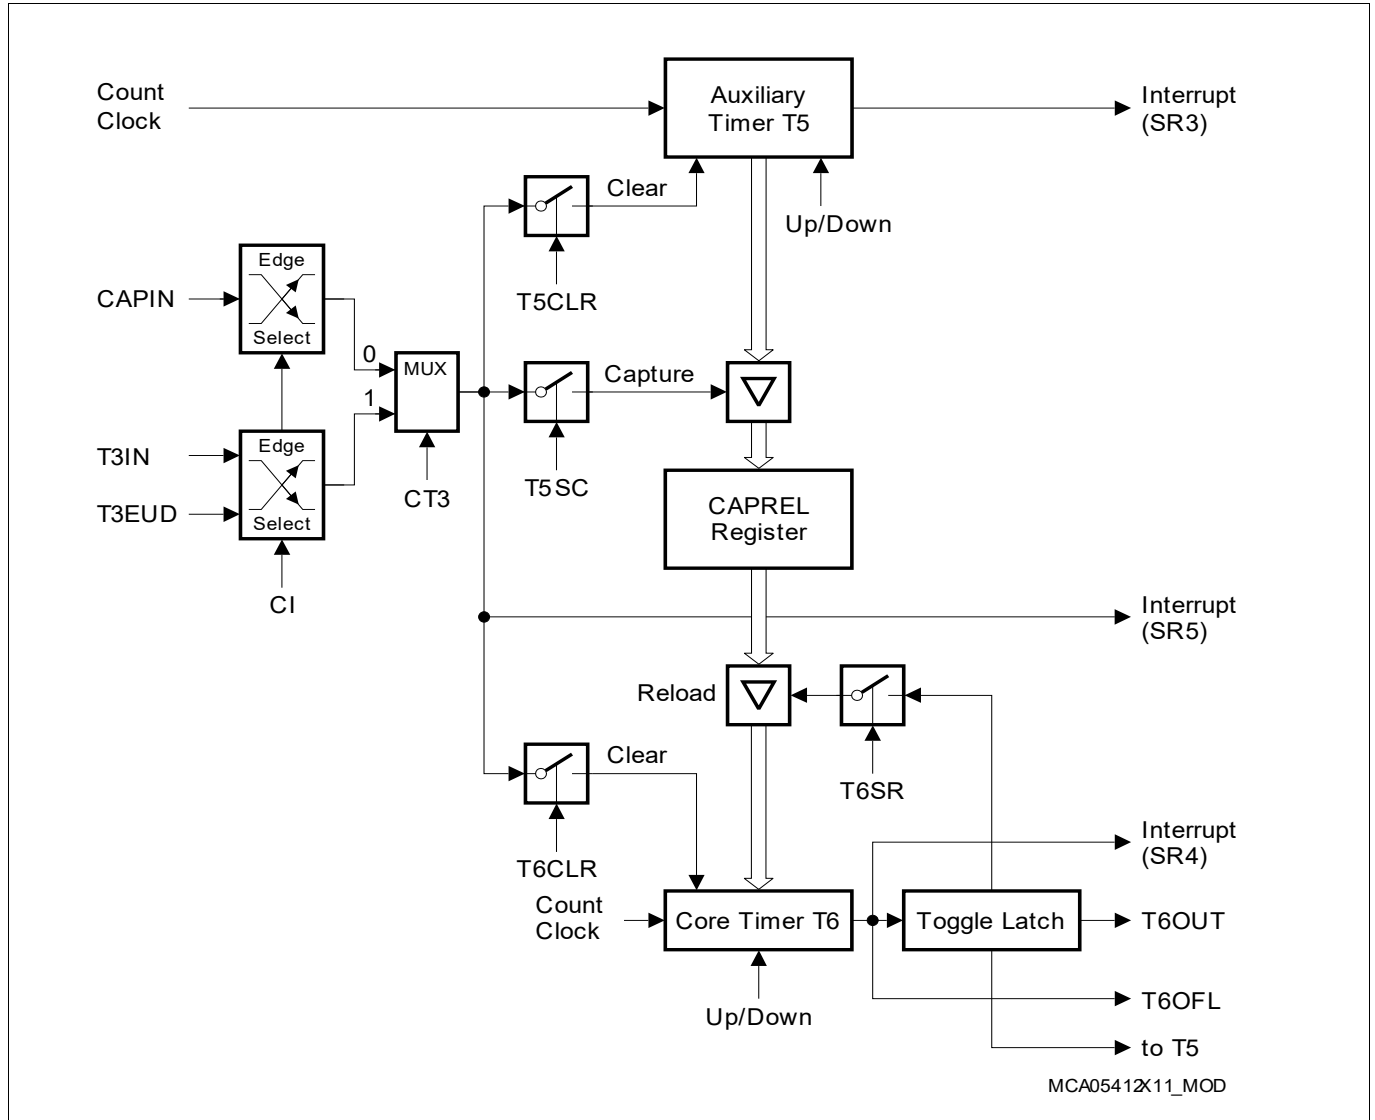 Count
Clock
Auxiliary
Timer T5
Interrupt
(SR3)
Clear
Up/Down
T5CLR
Edge
Select
CAPIN
0
MUX
Capture
1
Edge
Select
T3IN
T3EUD
CT3
T5SC
CAPREL
Register
CI
Interrupt
(SR5)
Reload
Clear
T6SR
T6CLR
Interrupt
(SR4)
Count
Clock
Core Timer T6
Toggle Latch
T6OUT
T6OFL
Up/Down
to T5
MCA05412X11_MOD